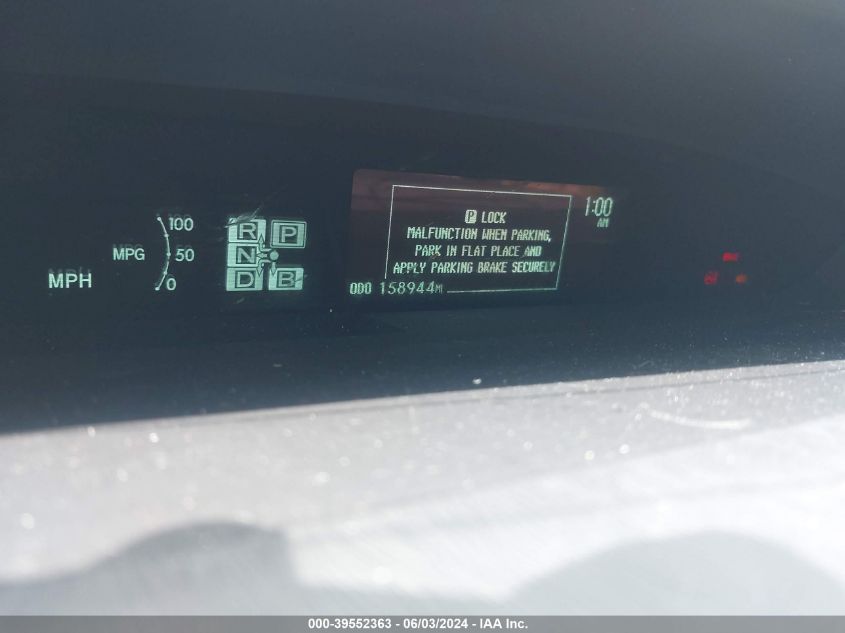 MPH
MPG
100
50
0
R P
N
D B
P LOCK
MALFUNCTION WHEN PARKING,
PARK IN FLAT PLACE AND
APPLY PARKING BRAKE SECURELY
1:00
AM
ODO 158944MI
000-39552363 - 06/03/2024 - IAA Inc.